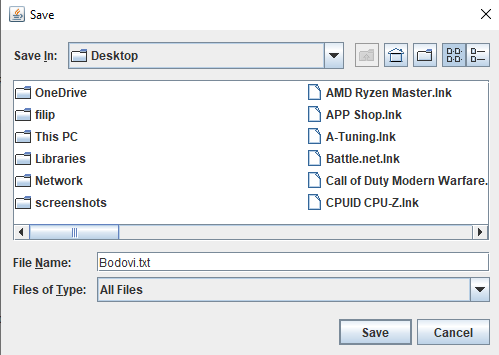 Save
Save In: Desktop
OneDrive
filip
This PC
Libraries
Network
screenshots
AMD Ryzen Master.lnk
APP Shop.lnk
A-Tuning.lnk
Battle.net.lnk
Call of Duty Modern Warfare.
CPUID CPU-Z.lnk
File Name: Bodovi.txt
Files of Type: All Files
Save Cancel